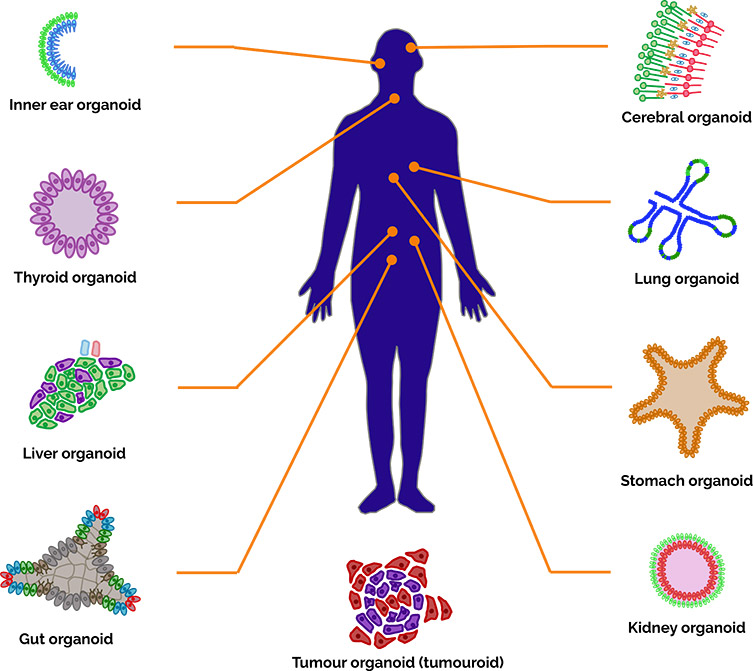 Inner ear organoid
Cerebral organoid
Thyroid organoid
Lung organoid
Liver organoid
Stomach organoid
Gut organoid
Kidney organoid
Tumour organoid (tumouroid)